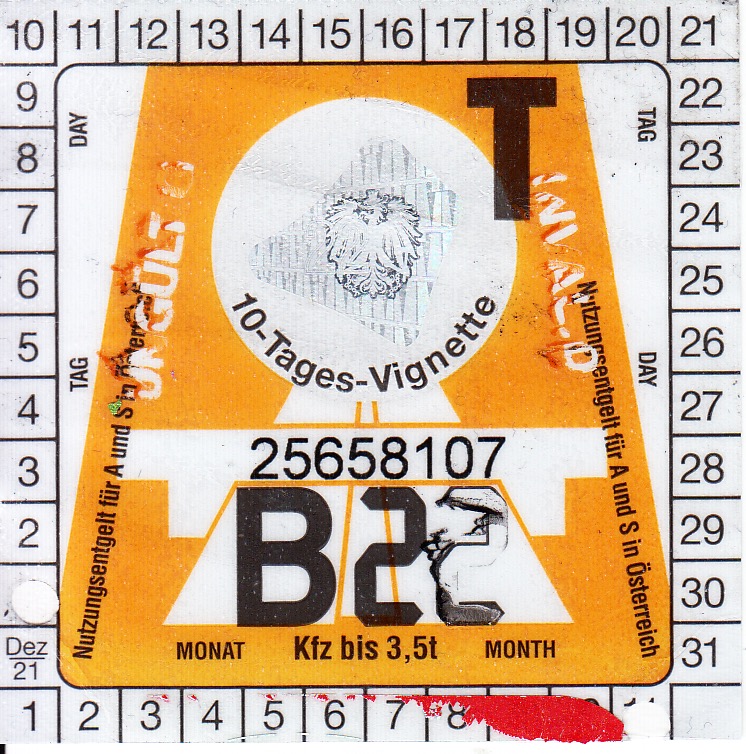 10 11 12 13 14 15 16 17 18 19 20 21
9
8
7
6
5
4
3
2
Dez
21
22
23
24
25
26
27
28
29
30
31
DAY
TAG
TAG
DAY
T
UNGÜLTIG
INVALID
10-Tages-Vignette
Nutzungsentgelt für A und S in Österreich
Nutzungsentgelt für A und S in Österreich
25658107
B22
MONAT
Kfz bis 3,5t
MONTH
1 2 3 4 5 6 7 8